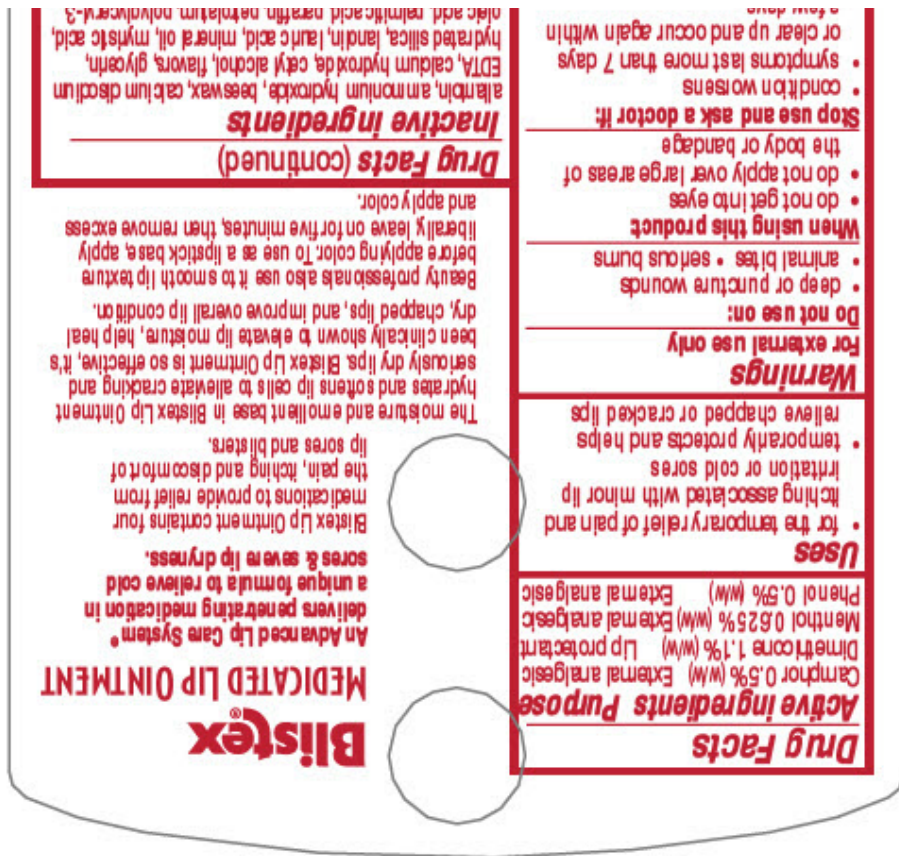 Drug Facts
Active ingredients Purpose
Camphor 0.5% (w/w) External analgesic
Dimethicone 1.1% (w/w) Lip protectant
Menthol 0.625% (w/w) External analgesic
Phenol 0.5% (w/w) External analgesic
Uses
• for the temporary relief of pain and
itching associated with minor lip
irritation or cold sores
• temporarily protects and helps
relieve chapped or cracked lips
Warnings
For external use only
Do not use on:
• deep or puncture wounds
• animal bites • serious burns
When using this product
• do not get into eyes
• do not apply over large areas of
the body or bandage
Stop use and ask a doctor if:
• condition worsens
• symptoms last more than 7 days
or clear up and occur again within
a few days
Blistex®
MEDICATED LIP OINTMENT
An Advanced Lip Care System®
delivers penetrating medication in
a unique formula to relieve cold
sores & severe lip dryness.
Blistex Lip Ointment contains four
medications to provide relief from
the pain, itching and discomfort of
lip sores and blisters.
The moisture and emollient base in Blistex Lip Ointment
hydrates and softens lip cells to alleviate cracking and
seriously dry lips. Blistex Lip Ointment is so effective, it's
been clinically shown to elevate lip moisture, help heal
dry, chapped lips, and improve overall lip condition.
Beauty professionals also use it to smooth lip texture
before applying color. To use as a lipstick base, apply
liberally, leave on for five minutes, then remove excess
and apply color.
Drug Facts (continued)
Inactive ingredients
allantoin, ammonium hydroxide, beeswax, calcium disodium
EDTA, calcium hydroxide, cetyl alcohol, flavors, glycerin,
hydrated silica, lanolin, lauric acid, mineral oil, myristic acid,
oleic acid, palmitic acid, paraffin, petrolatum, polyglyceryl-3